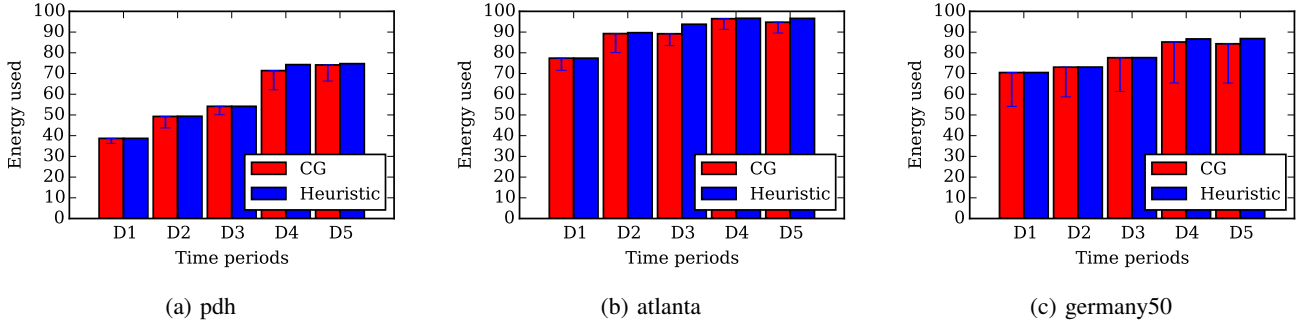 100
90
80
70
60
50
40
30
20
10
0
Energy used
D1 D2 D3 D4 D5
Time periods
CG
Heuristic
(a) pdh
100
90
80
70
60
50
40
30
20
10
0
Energy used
D1 D2 D3 D4 D5
Time periods
CG
Heuristic
(b) atlanta
100
90
80
70
60
50
40
30
20
10
0
Energy used
D1 D2 D3 D4 D5
Time periods
CG
Heuristic
(c) germany50